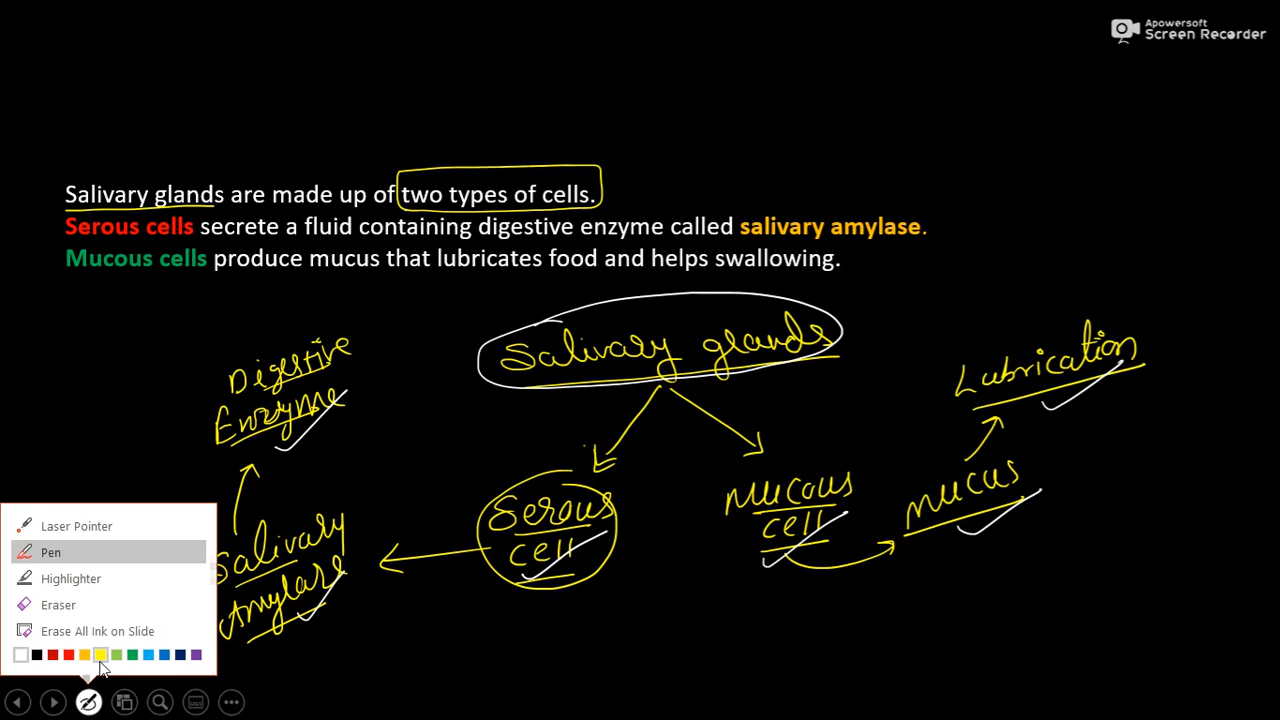 Apowersoft
Screen Recorder
Salivary glands are made up of two types of cells.
Serous cells secrete a fluid containing digestive enzyme called salivary amylase.
Mucous cells produce mucus that lubricates food and helps swallowing.
Salivary glands
Digestive
Enzyme
Lubrication
Serous
cell
Mucous
cell
mucus
Salivary
Amylase
Laser Pointer
Pen
Highlighter
Eraser
Erase All Ink on Slide